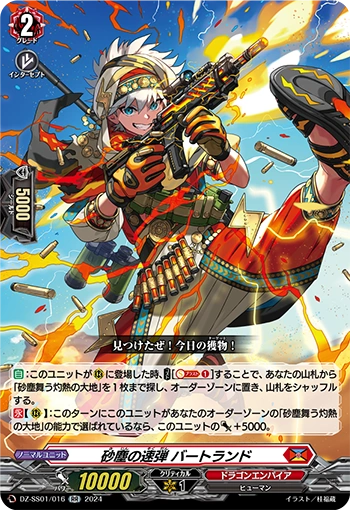 2
グレード
インターセプト
5000
シールド
見つけたぜ！今日の獲物！
自【R】:このユニットがRに登場した時、【コスト】[CBブラスト1]することで、あなたの山札から
「砂塵舞う灼熱の大地」を1枚まで探し、オーダーゾーンに置き、山札をシャッフル
する。
永【R】:このターンにこのユニットがあなたのオーダーゾーンの「砂塵舞う灼熱の大地」
の能力で選ばれているなら、このユニットの+5000。
ノーマルユニット
砂塵の速弾 バートランド
パワー 10000
クリティカル
1
ドラゴンエンパイア
ヒューマン
DZ-SS01/016 RR 2024
イラスト／桂福蔵